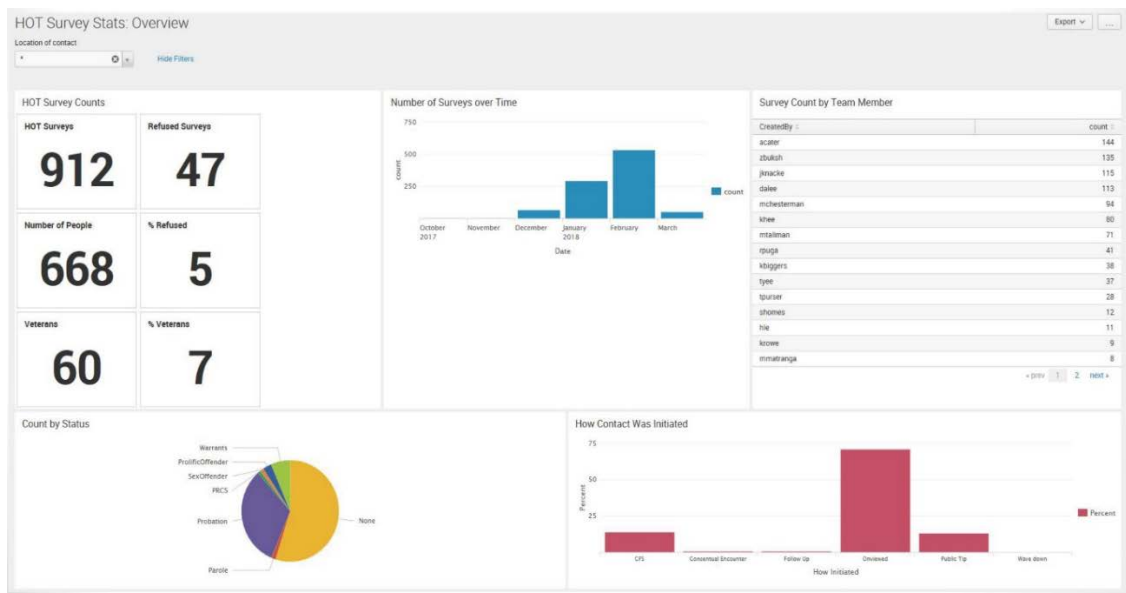 HOT Survey Stats: Overview
Export
...
Location of contact
*
Hide Filters
HOT Survey Counts
HOT Surveys
912
Refused Surveys
47
Number of People
668
% Refused
5
Veterans
60
% Veterans
7
Number of Surveys over Time
750
500
250
count
October 2017
November
December
January 2018
February
March
Date
count
Survey Count by Team Member
CreatedBy count
acater 144
zbuksh 135
jknacke 115
dalee 113
mchesterman 94
khee 80
mtallman 71
rpuga 41
kbiggers 38
tyee 37
tpurser 28
shomes 12
hle 11
krowe 9
mmatranga 8
« prev 1 2 next »
Count by Status
Warrants
ProlificOffender
SexOffender
PRCS
Probation
Parole
None
How Contact Was Initiated
75
50
25
Percent
CFS
Consensual Encounter
Follow Up
Onviewed
Public Tip
Wave down
How Initiated
Percent